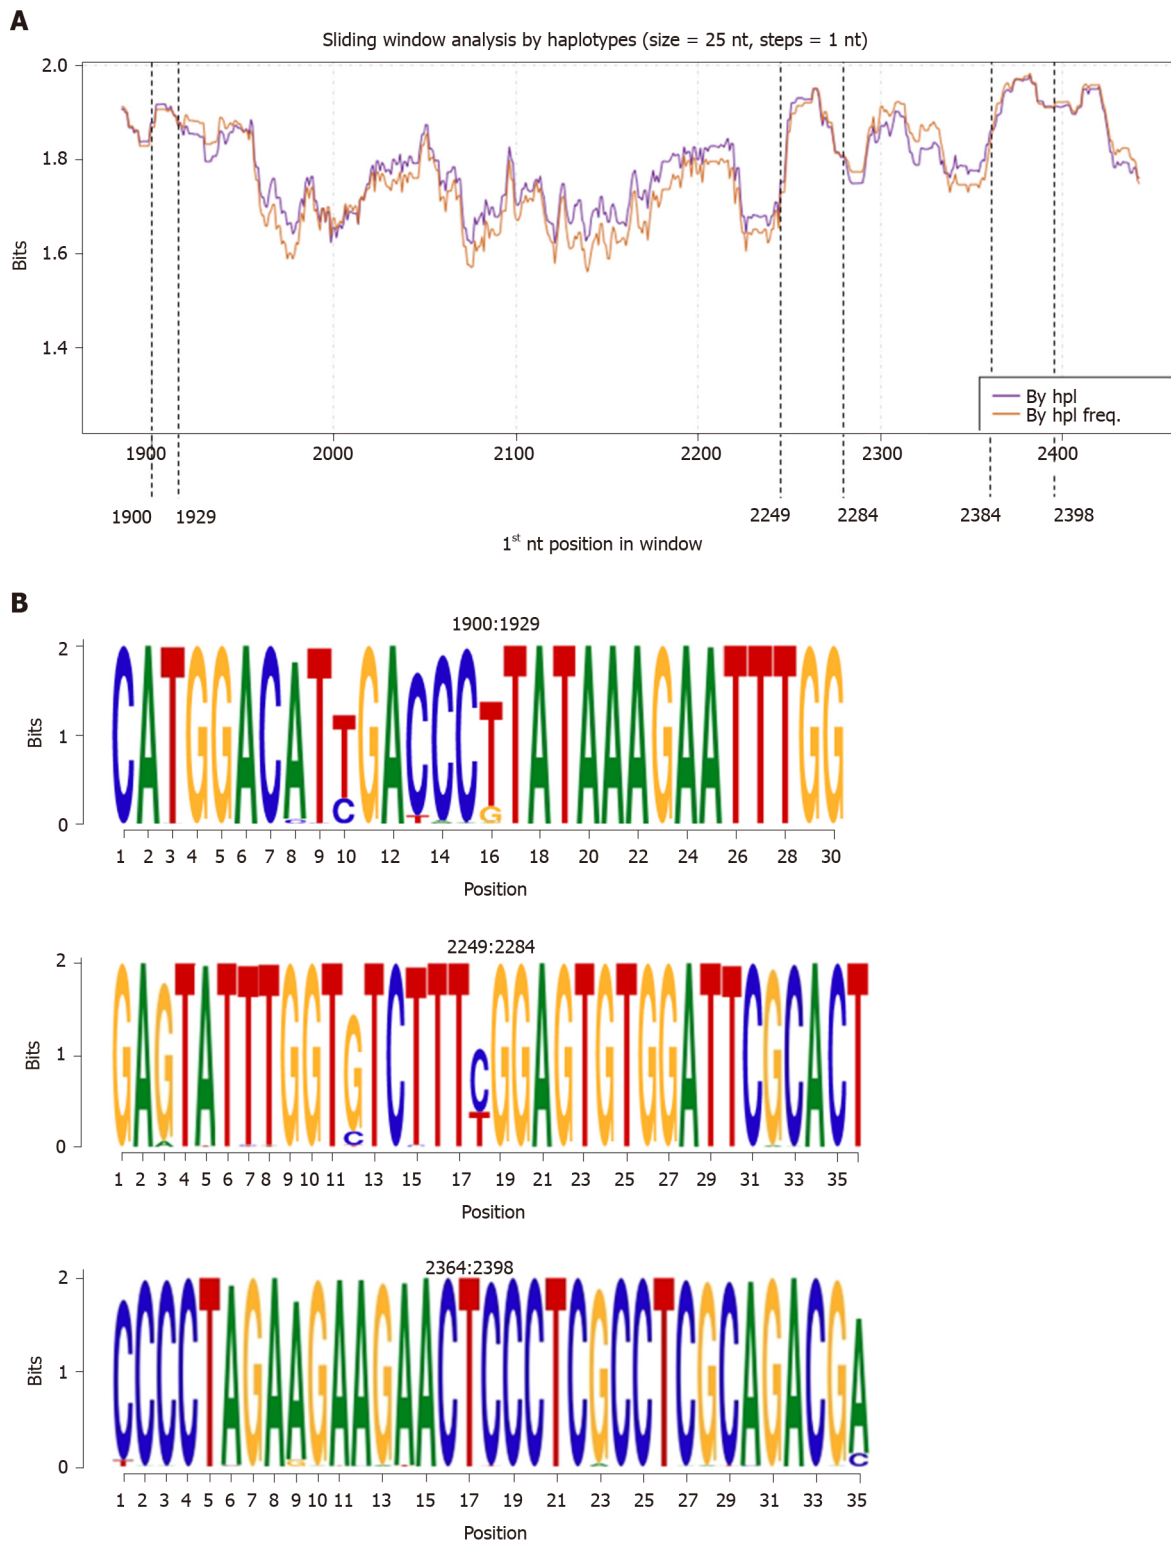 A
Sliding window analysis by haplotypes (size = 25 nt, steps = 1 nt)
2.0
1.8
1.6
1.4
Bits
By hpl
By hpl freq.
1900 2000 2100 2200 2300 2400
1900 1929 2249 2284 2384 2398
1st nt position in window
B
1900:1929
2
1
0
Bits
CATGGACATTGACCCTTATAAAGAATTTGG
C T G
1 2 3 4 5 6 7 8 9 10 12 14 16 18 20 22 24 26 28 30
Position
2249:2284
2
1
0
Bits
GAGTATTTGGTGTCTTTCGGAGTGTGGATTCGCACT
A C T
1 2 3 4 5 6 7 8 9 10 11 13 15 17 19 21 23 25 27 29 31 33 35
Position
2364:2398
2
1
0
Bits
CCCCTAGAAGAAGAACTCCCTCGCCTCGCAGACGA
T G C
1 2 3 4 5 6 7 8 9 10 11 13 15 17 19 21 23 25 27 29 31 33 35
Position